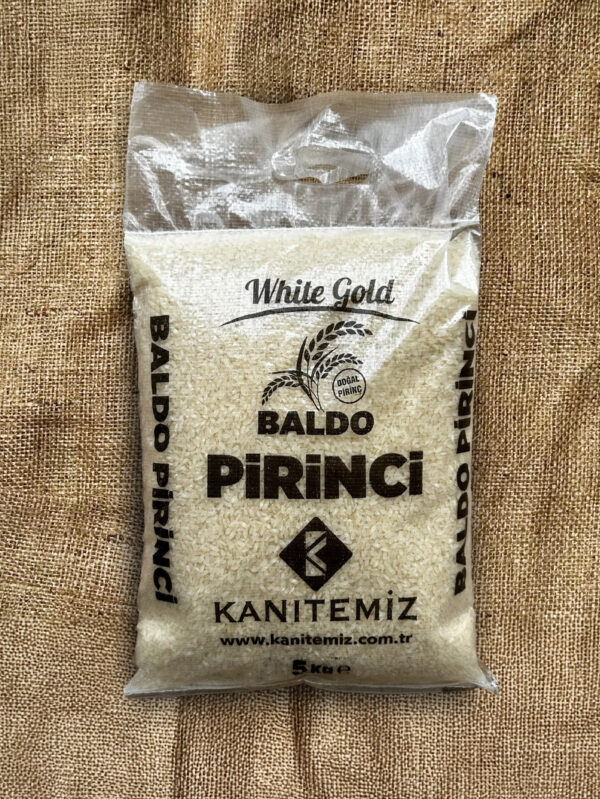 White Gold
DOĞAL
PİRİNÇ
BALDO
PİRİNCİ
KANITEMİZ
www.kanitemiz.com.tr
5 kg ℮
BALDO PİRİNCİ
BALDO PİRİNCİ